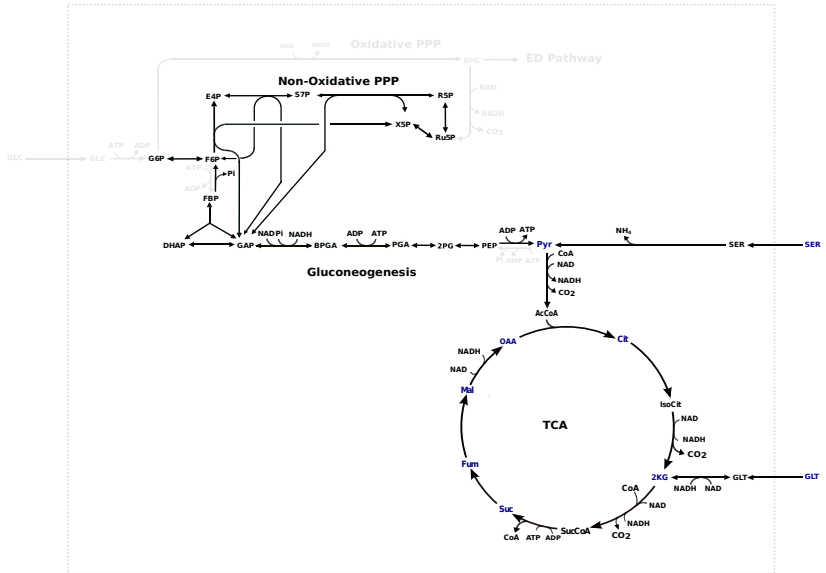 Oxidative PPP
NAD NADH
6PG ED Pathway
Non-Oxidative PPP
NAD
E4P S7P R5P
NADH
X5P CO2
Ru5P
ATP ADP
GLC GLC G6P F6P
ATP Pi
ADP
FBP
NH4
ADP ATP
NAD Pi NADH ADP ATP
DHAP GAP BPGA PGA 2PG PEP Pyr SER SER
CoA
Pi AMP ATP
NAD
Gluconeogenesis
NADH
CO2
AcCoA
OAA Cit
NADH
NAD
Mal
IsoCit
NAD
TCA
NADH
CO2
Fum
2KG GLT GLT
CoA NADH NAD
NAD
Suc
NADH
SucCoA
CoA ATP ADP CO2